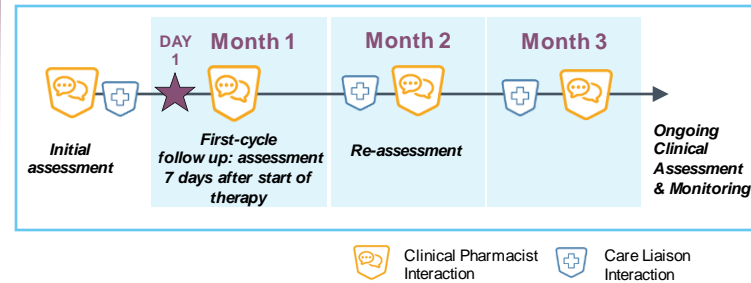 DAY
1
Month 1
Month 2
Month 3
Initial
assessment
First-cycle
follow up: assessment
7 days after start of
therapy
Re-assessment
Ongoing
Clinical
Assessment
& Monitoring
Clinical Pharmacist
Interaction
Care Liaison
Interaction